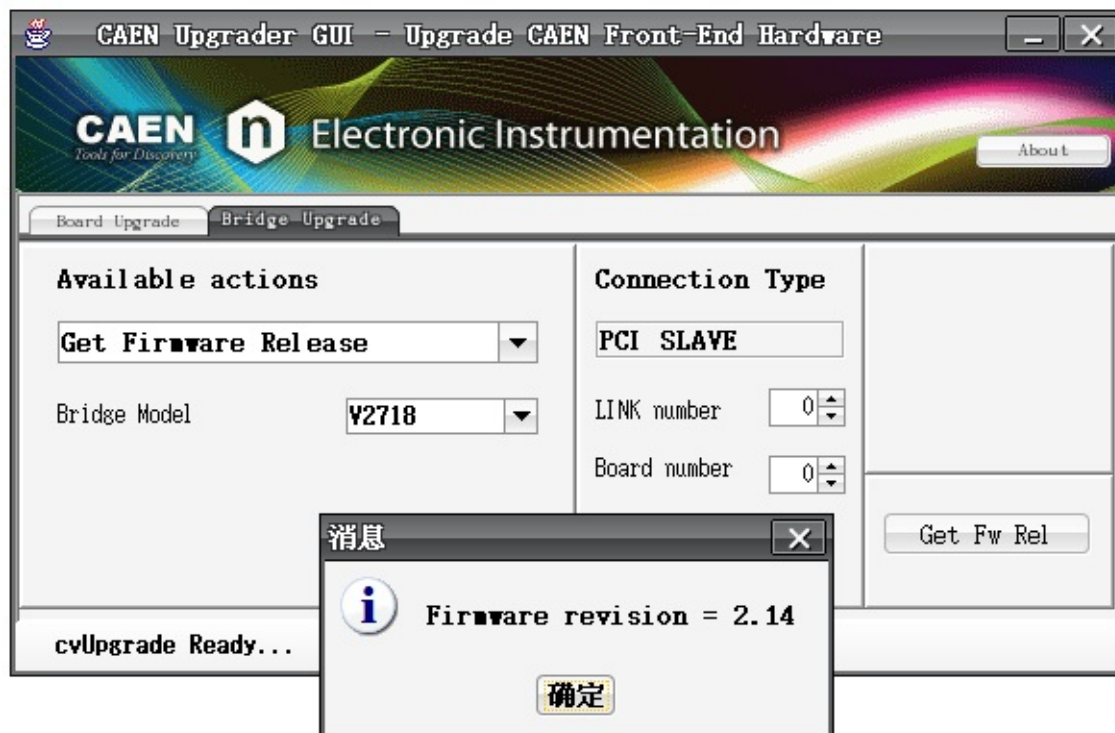 CAEN Upgrader GUI - Upgrade CAEN Front-End Hardware
CAEN n Electronic Instrumentation
Tools for Discovery
About
Board Upgrade Bridge Upgrade
Available actions
Get Firmware Release
Bridge Model V2718
Connection Type
PCI SLAVE
LINK number 0
Board number 0
Get Fw Rel
消息
Firmware revision = 2.14
确定
cvUpgrade Ready...